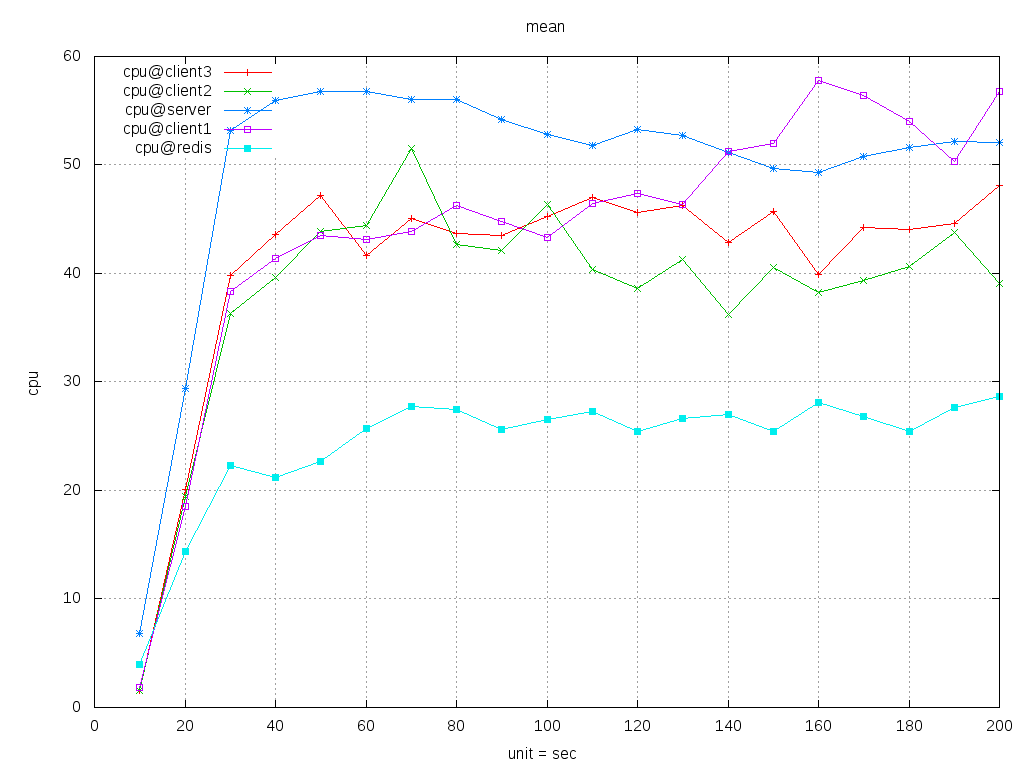 mean
cpu@client3
cpu@client2
cpu@server
cpu@client1
cpu@redis
60
50
40
30
20
10
0
cpu
0 20 40 60 80 100 120 140 160 180 200
unit = sec